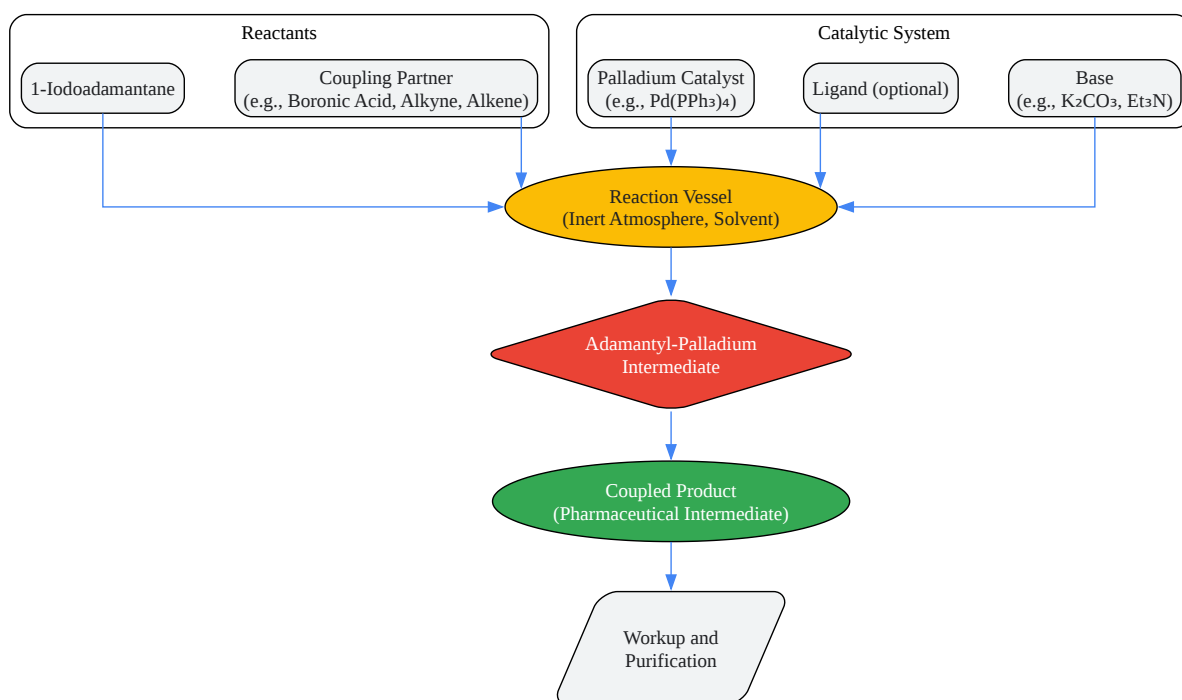 Reactants
Catalytic System
1-Iodoadamantane
Coupling Partner
(e.g., Boronic Acid, Alkyne, Alkene)
Palladium Catalyst
(e.g., Pd(PPh₃)₄)
Ligand (optional)
Base
(e.g., K₂CO₃, Et₃N)
Reaction Vessel
(Inert Atmosphere, Solvent)
Adamantyl-Palladium
Intermediate
Coupled Product
(Pharmaceutical Intermediate)
Workup and
Purification